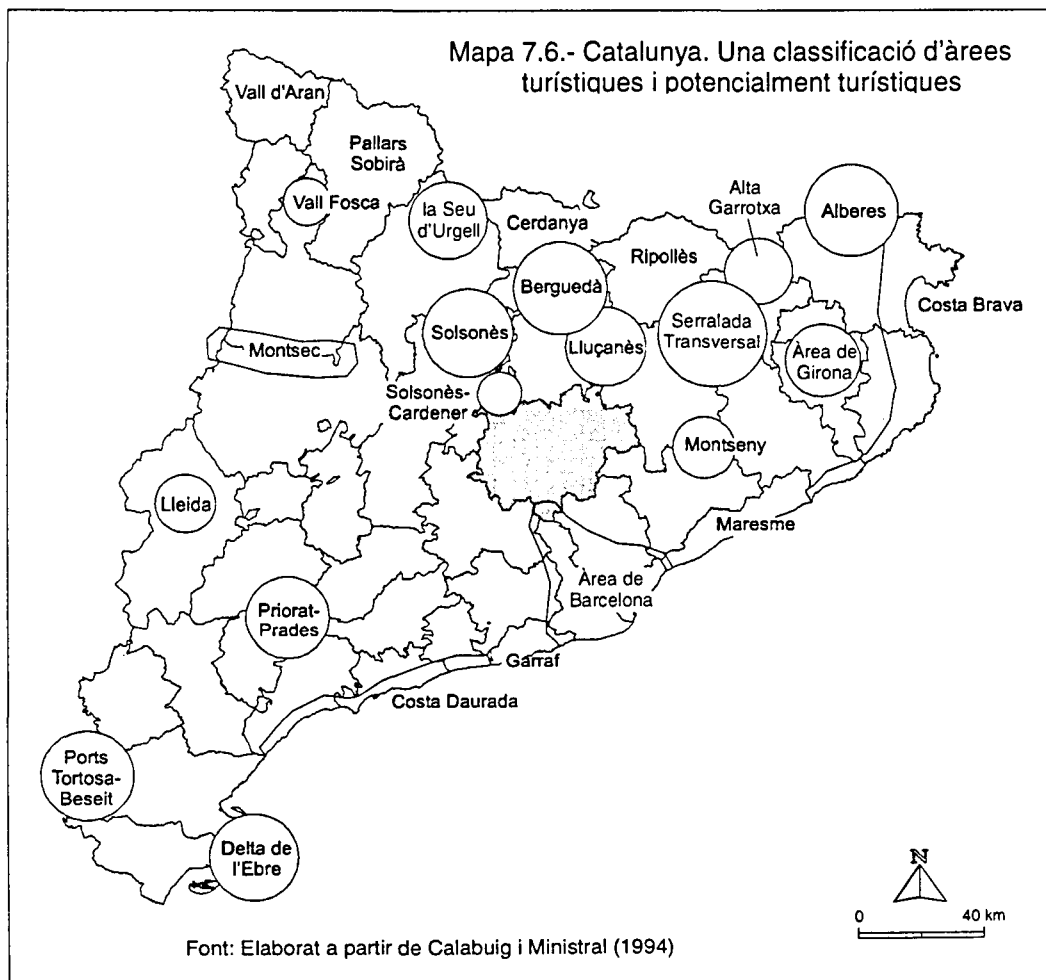 Mapa 7.6.- Catalunya. Una classificació d'àrees
turístiques i potencialment turístiques
Vall d'Aran
Pallars
Sobirà
Vall Fosca
la Seu
d'Urgell
Cerdanya
Ripollès
Alta
Garrotxa
Alberes
Costa Brava
Berguedà
Solsonès
Lluçanès
Serralada
Transversal
Àrea de
Girona
Montsec
Solsonès-
Cardener
Montseny
Lleida
Maresme
Àrea de
Barcelona
Priorat-
Prades
Garraf
Costa Daurada
Ports
Tortosa-
Beseit
Delta de
l'Ebre
N
0 40 km
Font: Elaborat a partir de Calabuig i Ministral (1994)